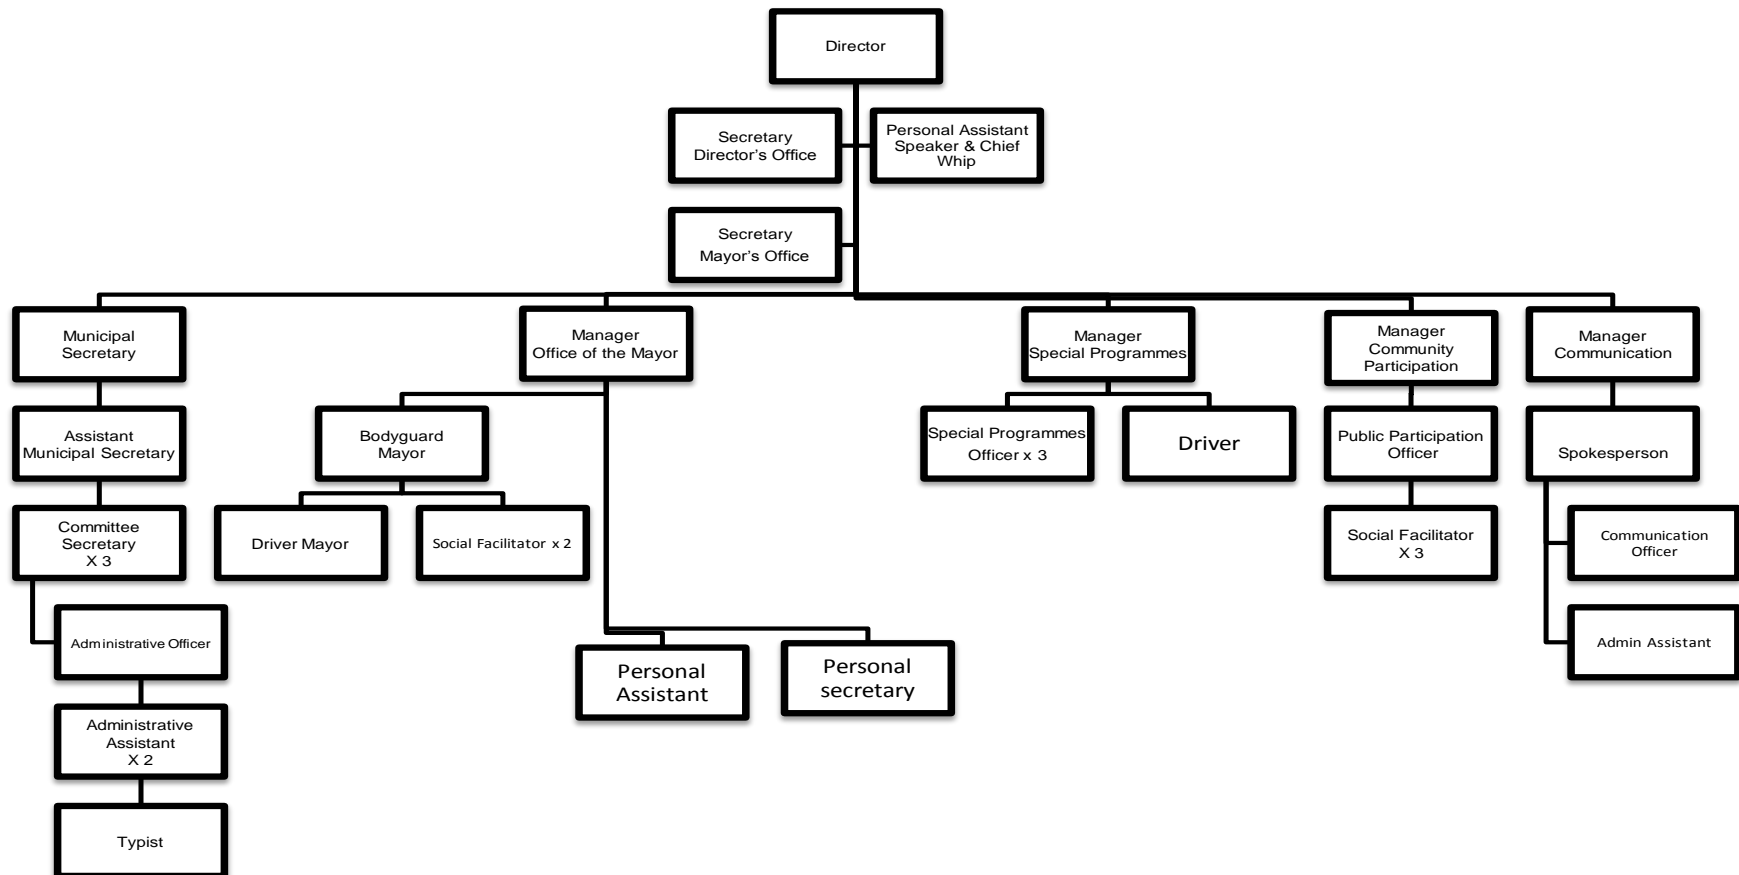 Director
Secretary
Director's Office
Personal Assistant
Speaker & Chief
Whip
Secretary
Mayor's Office
Municipal
Secretary
Manager
Office of the Mayor
Manager
Special Programmes
Manager
Community
Participation
Manager
Communication
Assistant
Municipal Secretary
Bodyguard
Mayor
Special Programmes
Officer x 3
Driver
Public Participation
Officer
Spokesperson
Committee
Secretary
X 3
Driver Mayor
Social Facilitator x 2
Social Facilitator
X 3
Communication
Officer
Administrative Officer
Personal
Assistant
Personal
secretary
Admin Assistant
Administrative
Assistant
X 2
Typist